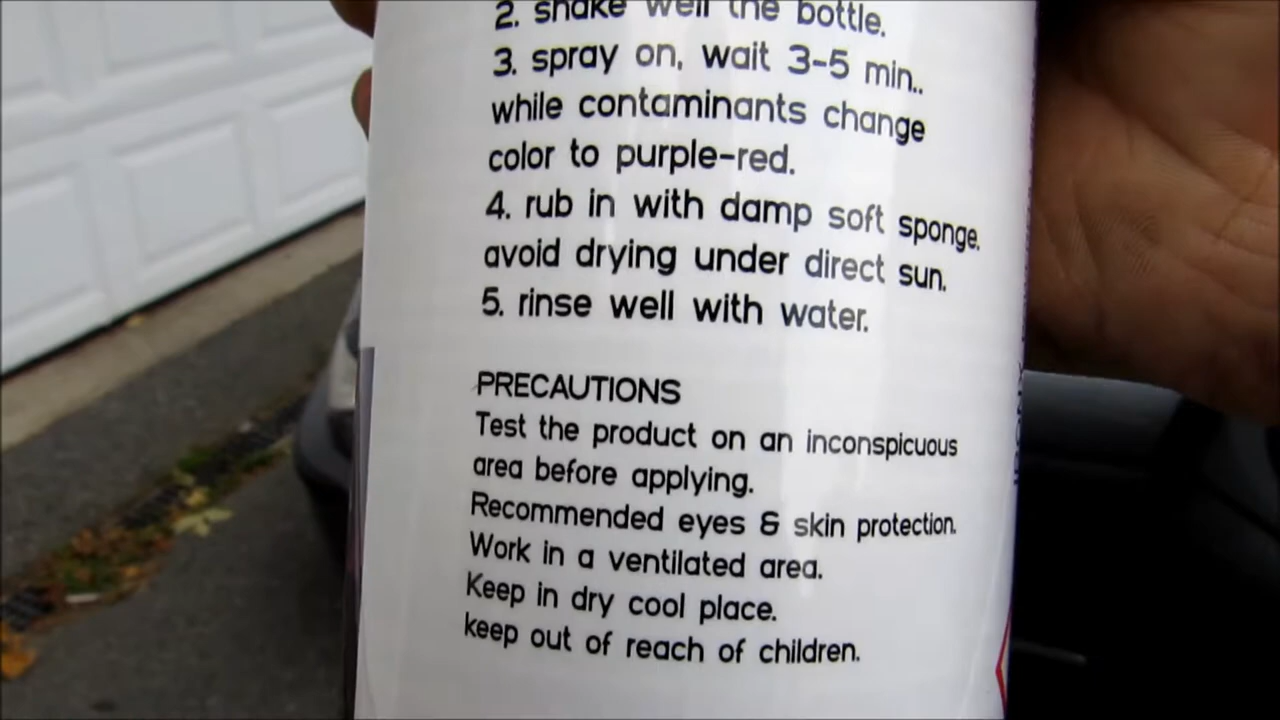 2. shake well the bottle.
3. spray on, wait 3-5 min..
while contaminants change
color to purple-red.
4. rub in with damp soft sponge.
avoid drying under direct sun.
5. rinse well with water.
PRECAUTIONS
Test the product on an inconspicuous
area before applying.
Recommended eyes & skin protection.
Work in a ventilated area.
Keep in dry cool place.
keep out of reach of children.